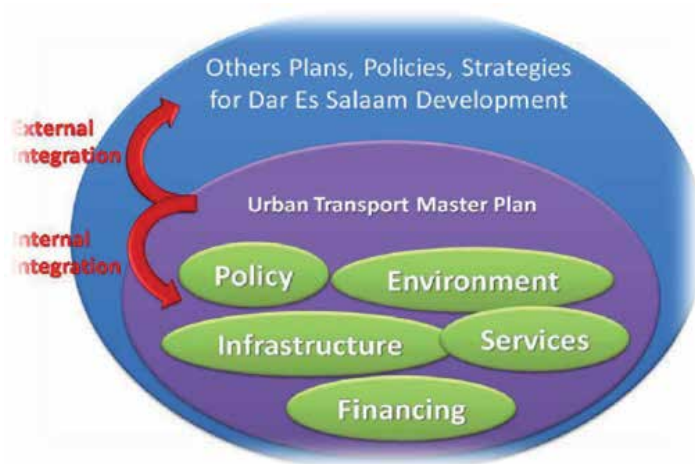 Others Plans, Policies, Strategies
for Dar Es Salaam Development
External
Integration
Urban Transport Master Plan
Internal
Integration
Policy
Environment
Infrastructure
Services
Financing